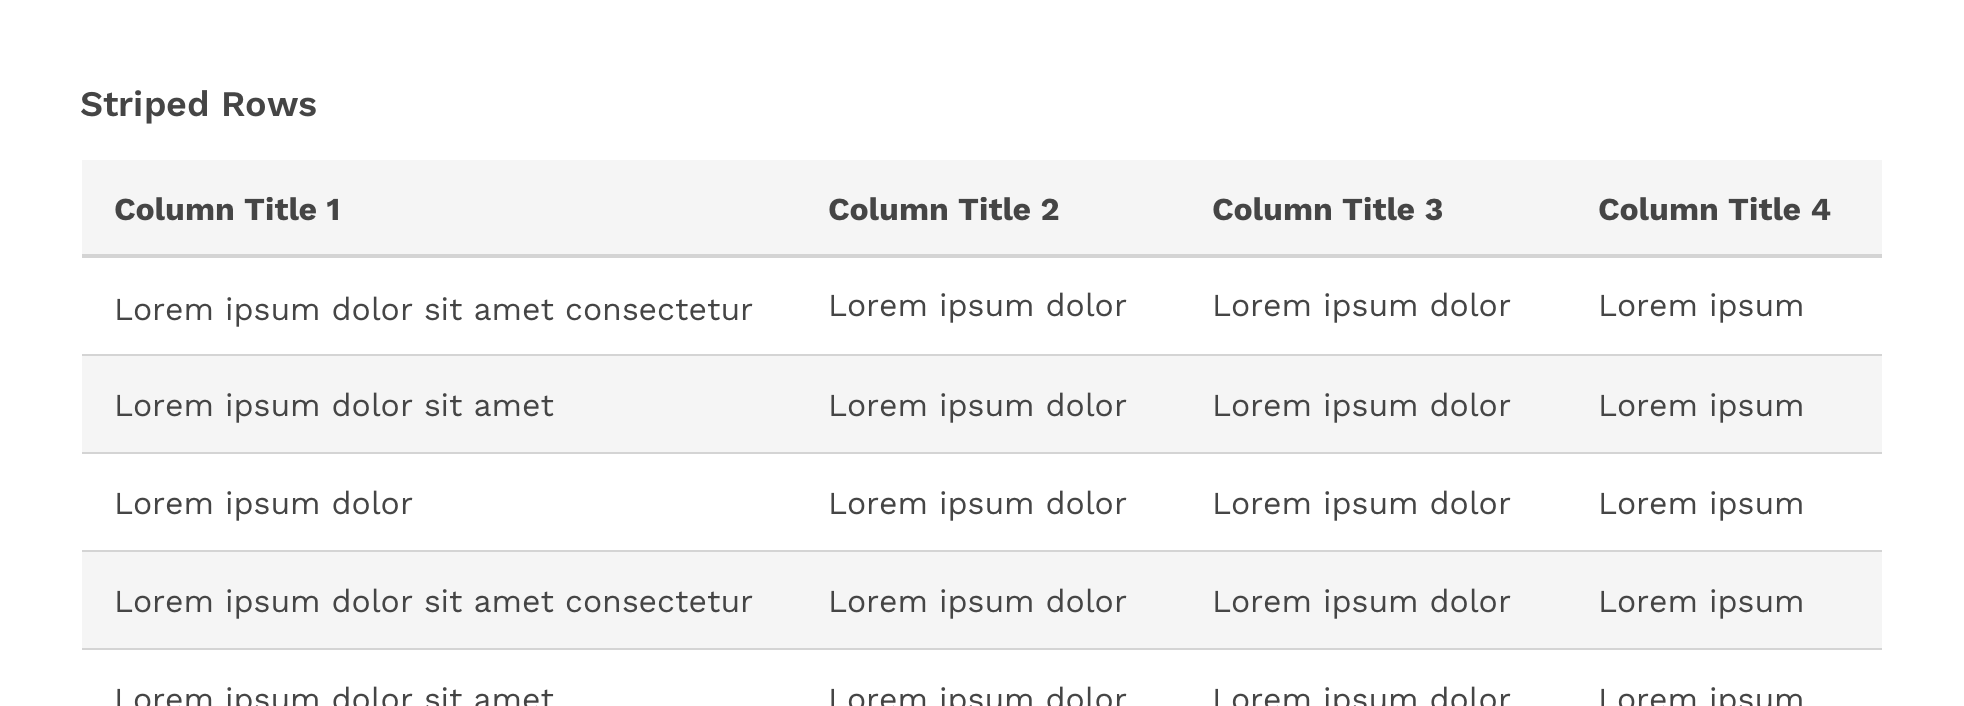 Striped Rows
Column Title 1 Column Title 2 Column Title 3 Column Title 4
Lorem ipsum dolor sit amet consectetur Lorem ipsum dolor Lorem ipsum dolor Lorem ipsum
Lorem ipsum dolor sit amet Lorem ipsum dolor Lorem ipsum dolor Lorem ipsum
Lorem ipsum dolor Lorem ipsum dolor Lorem ipsum dolor Lorem ipsum
Lorem ipsum dolor sit amet consectetur Lorem ipsum dolor Lorem ipsum dolor Lorem ipsum
Lorem ipsum dolor sit amet Lorem ipsum dolor Lorem ipsum dolor Lorem ipsum